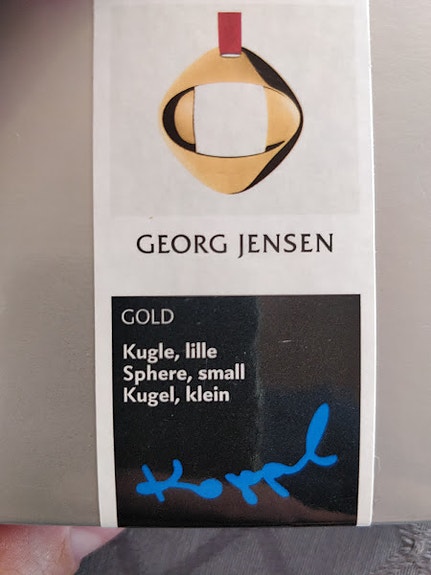 GEORG JENSEN
GOLD
Kugle, lille
Sphere, small
Kugel, klein
Koppel